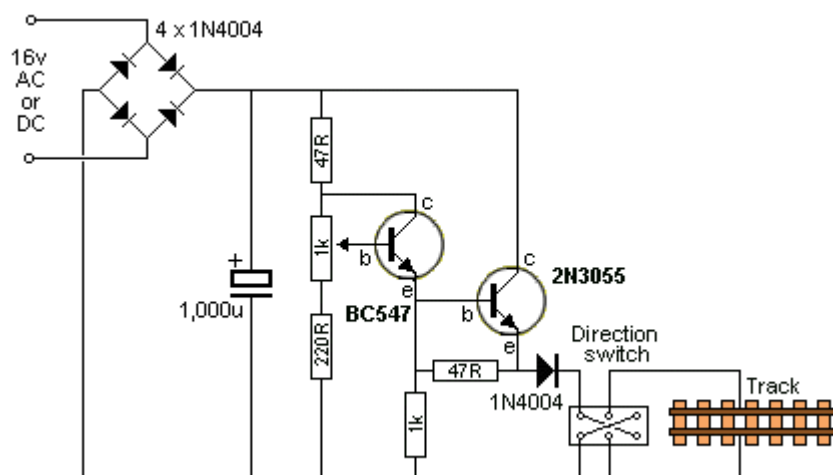 4 x 1N4004
16v
AC
or
DC
47R
c
1k
b
e
BC547
c
2N3055
b
e
+
1,000u
220R
47R
1N4004
1k
Direction
switch
Track